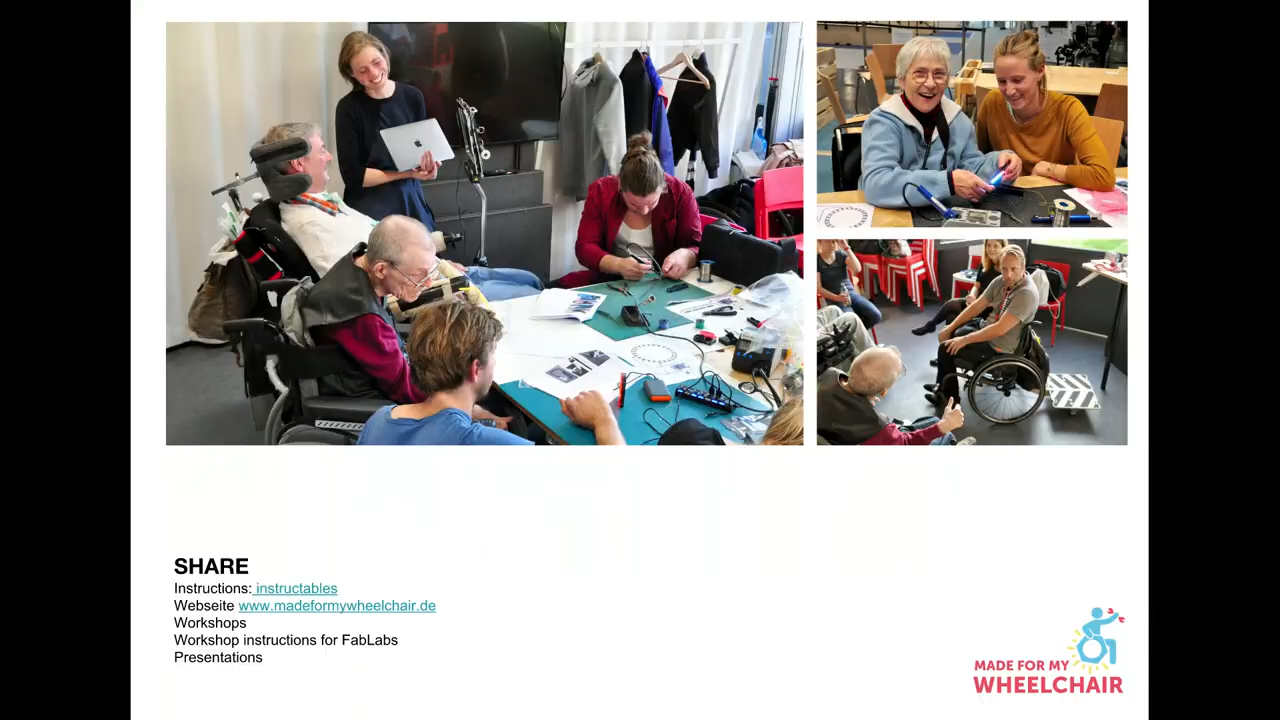 SHARE
Instructions: instructables
Webseite www.madeformywheelchair.de
Workshops
Workshop instructions for FabLabs
Presentations
MADE FOR MY
WHEELCHAIR